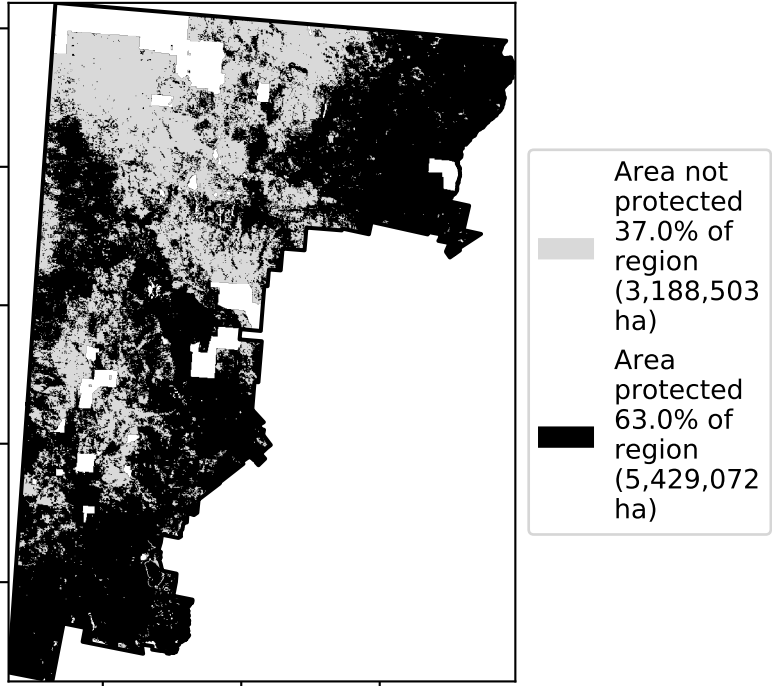 Area not
protected
37.0% of
region
(3,188,503
ha)
Area
protected
63.0% of
region
(5,429,072
ha)